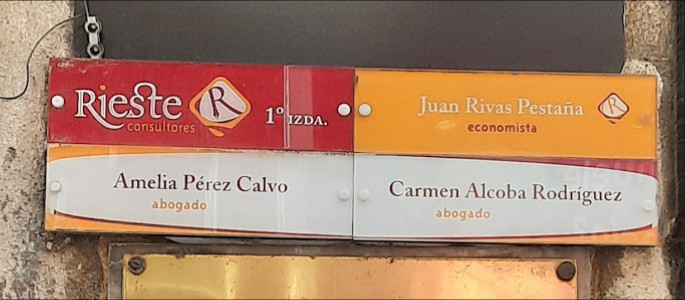 Rieste R 1º IZDA.
consultores
Juan Rivas Pestaña R
economista
Amelia Pérez Calvo
abogado
Carmen Alcoba Rodríguez
abogado